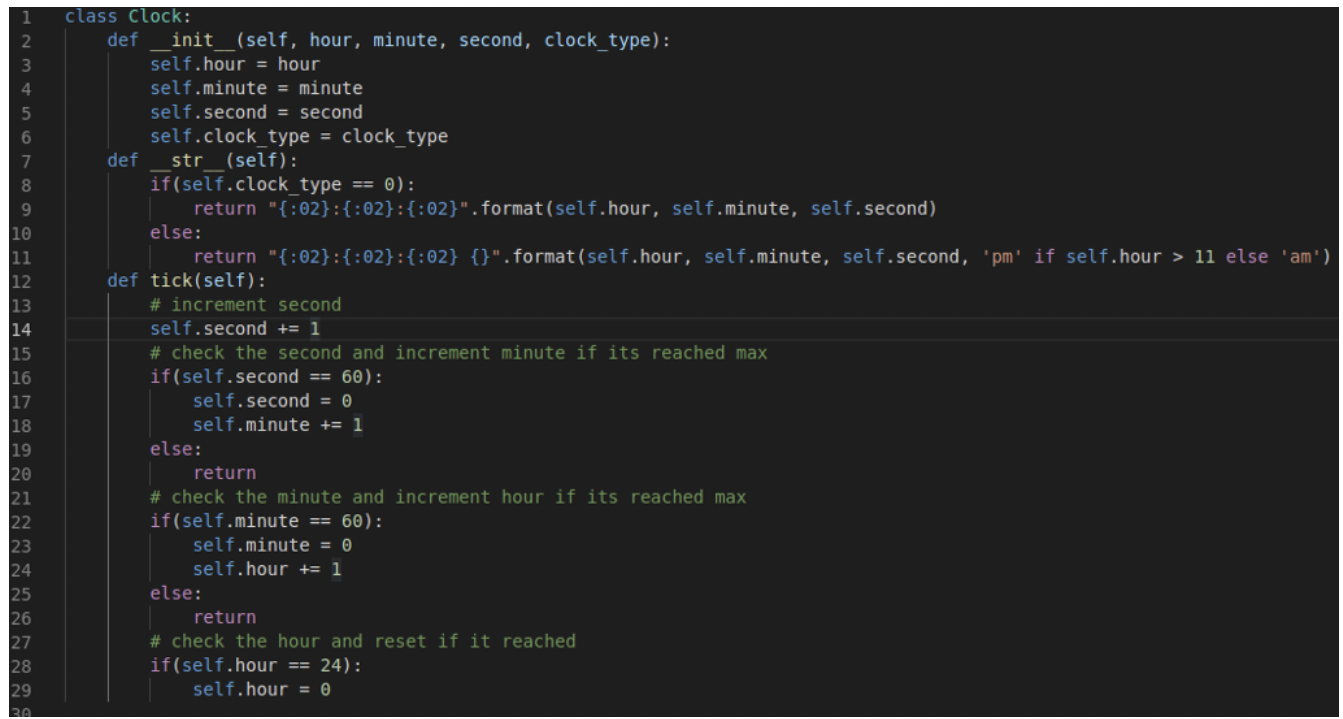 1 class Clock:
2 def __init__(self, hour, minute, second, clock_type):
3 self.hour = hour
4 self.minute = minute
5 self.second = second
6 self.clock_type = clock_type
7 def __str__(self):
8 if(self.clock_type == 0):
9 return "{:02}:{:02}:{:02}".format(self.hour, self.minute, self.second)
10 else:
11 return "{:02}:{:02}:{:02} {}".format(self.hour, self.minute, self.second, 'pm' if self.hour > 11 else 'am')
12 def tick(self):
13 # increment second
14 self.second += 1
15 # check the second and increment minute if its reached max
16 if(self.second == 60):
17 self.second = 0
18 self.minute += 1
19 else:
20 return
21 # check the minute and increment hour if its reached max
22 if(self.minute == 60):
23 self.minute = 0
24 self.hour += 1
25 else:
26 return
27 # check the hour and reset if it reached
28 if(self.hour == 24):
29 self.hour = 0
30